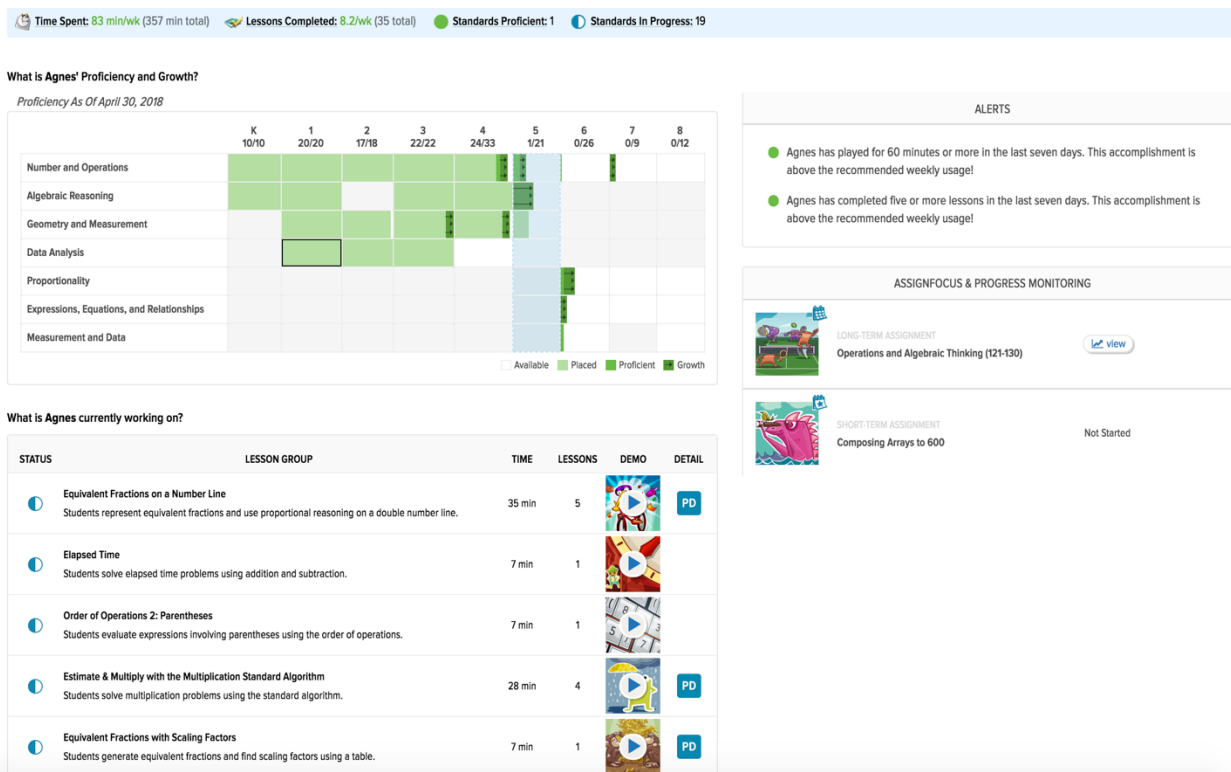 Time Spent: 83 min/wk (357 min total) Lessons Completed: 8.2/wk (35 total) Standards Proficient: 1 Standards In Progress: 19
What is Agnes' Proficiency and Growth?
Proficiency As Of April 30, 2018
K 1 2 3 4 5 6 7 8
10/10 20/20 17/18 22/22 24/33 1/21 0/26 0/9 0/12
Number and Operations
Algebraic Reasoning
Geometry and Measurement
Data Analysis
Proportionality
Expressions, Equations, and Relationships
Measurement and Data
Available Placed Proficient Growth
What is Agnes currently working on?
STATUS LESSON GROUP TIME LESSONS DEMO DETAIL
Equivalent Fractions on a Number Line
Students represent equivalent fractions and use proportional reasoning on a double number line.
35 min 5 PD
Elapsed Time
Students solve elapsed time problems using addition and subtraction.
7 min 1
Order of Operations 2: Parentheses
Students evaluate expressions involving parentheses using the order of operations.
7 min 1
Estimate & Multiply with the Multiplication Standard Algorithm
Students solve multiplication problems using the standard algorithm.
28 min 4 PD
Equivalent Fractions with Scaling Factors
Students generate equivalent fractions and find scaling factors using a table.
7 min 1 PD
ALERTS
Agnes has played for 60 minutes or more in the last seven days. This accomplishment is
above the recommended weekly usage!
Agnes has completed five or more lessons in the last seven days. This accomplishment is
above the recommended weekly usage!
ASSIGNFOCUS & PROGRESS MONITORING
LONG-TERM ASSIGNMENT
Operations and Algebraic Thinking (121-130)
view
SHORT-TERM ASSIGNMENT
Composing Arrays to 600
Not Started